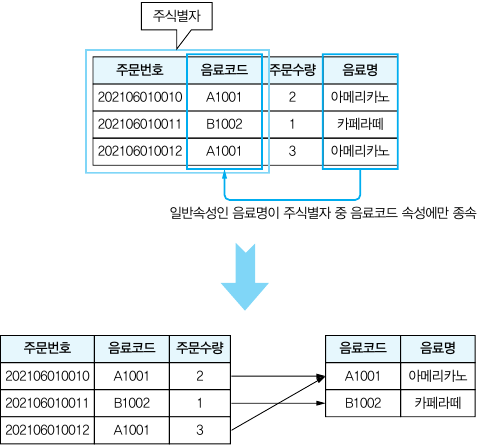 주식별자
주문번호 음료코드 주문수량 음료명
202106010010 A1001 2 아메리카노
202106010011 B1002 1 카페라떼
202106010012 A1001 3 아메리카노
일반속성인 음료명이 주식별자 중 음료코드 속성에만 종속
주문번호 음료코드 주문수량
202106010010 A1001 2
202106010011 B1002 1
202106010012 A1001 3
음료코드 음료명
A1001 아메리카노
B1002 카페라떼